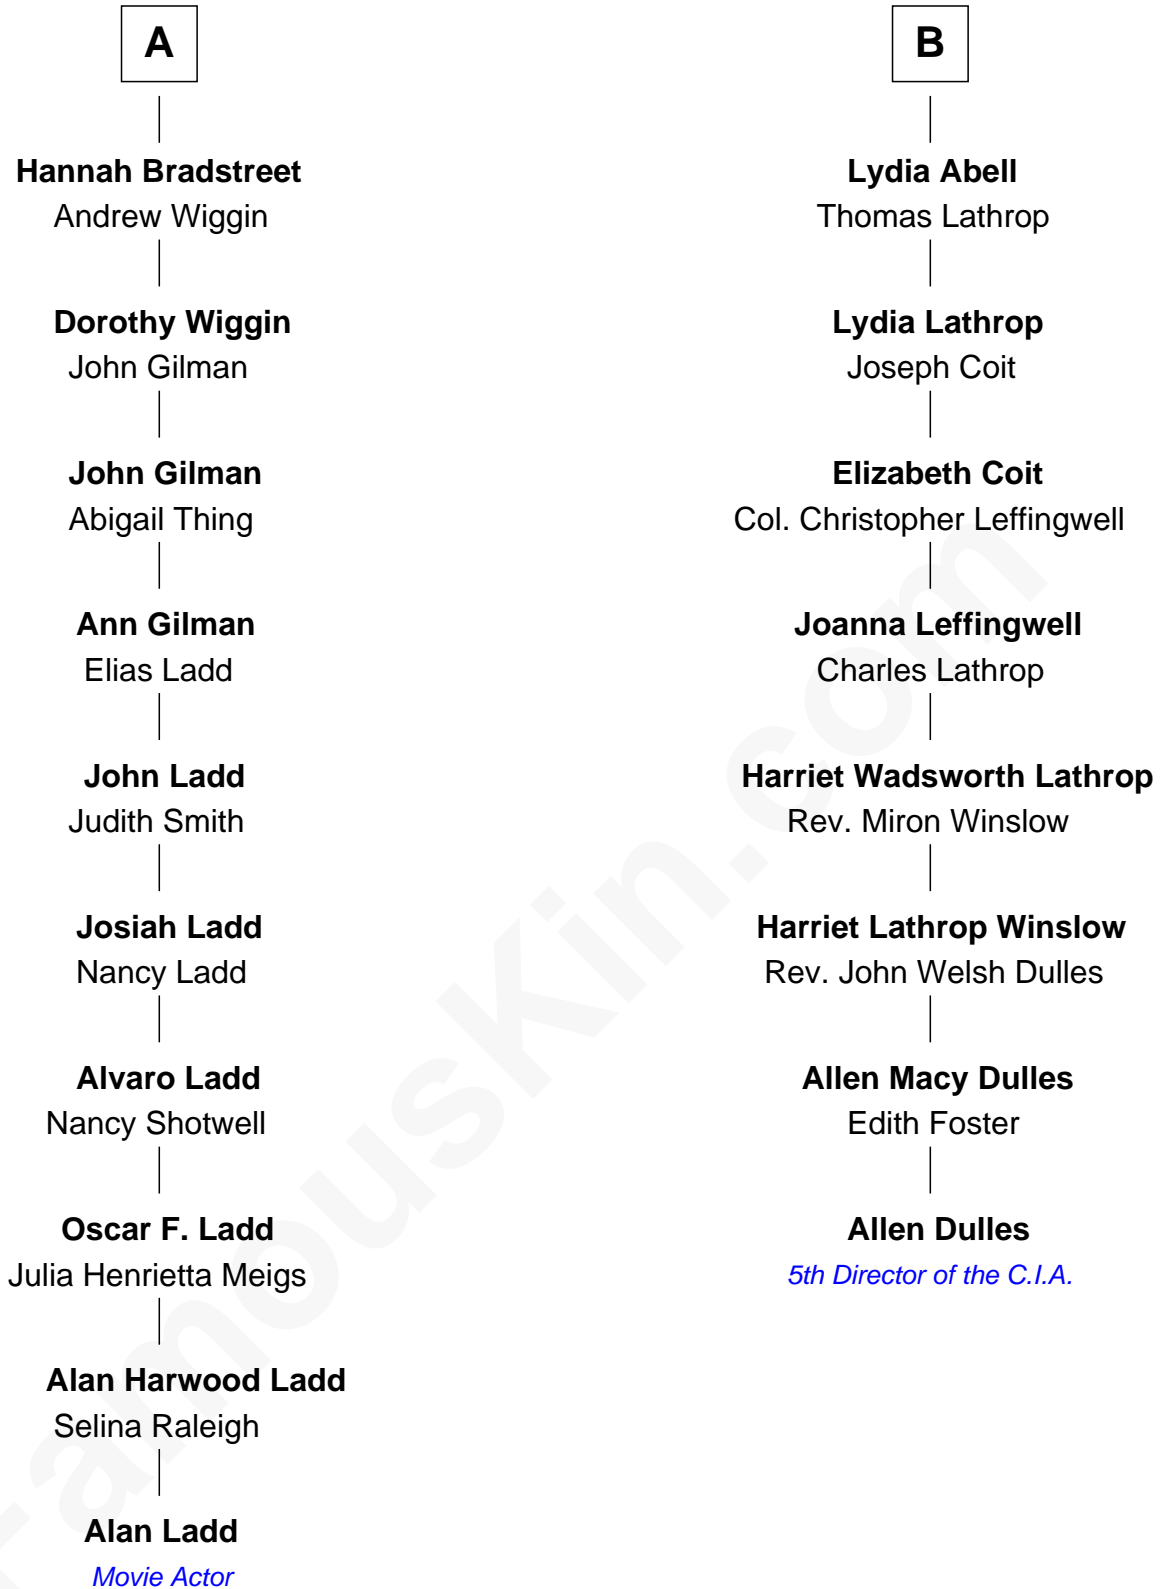 A
Hannah Bradstreet
Andrew Wiggin
Dorothy Wiggin
John Gilman
John Gilman
Abigail Thing
Ann Gilman
Elias Ladd
John Ladd
Judith Smith
Josiah Ladd
Nancy Ladd
Alvaro Ladd
Nancy Shotwell
Oscar F. Ladd
Julia Henrietta Meigs
Alan Harwood Ladd
Selina Raleigh
Alan Ladd
Movie Actor
B
Lydia Abell
Thomas Lathrop
Lydia Lathrop
Joseph Coit
Elizabeth Coit
Col. Christopher Leffingwell
Joanna Leffingwell
Charles Lathrop
Harriet Wadsworth Lathrop
Rev. Miron Winslow
Harriet Lathrop Winslow
Rev. John Welsh Dulles
Allen Macy Dulles
Edith Foster
Allen Dulles
5th Director of the C.I.A.
FamousKin.com